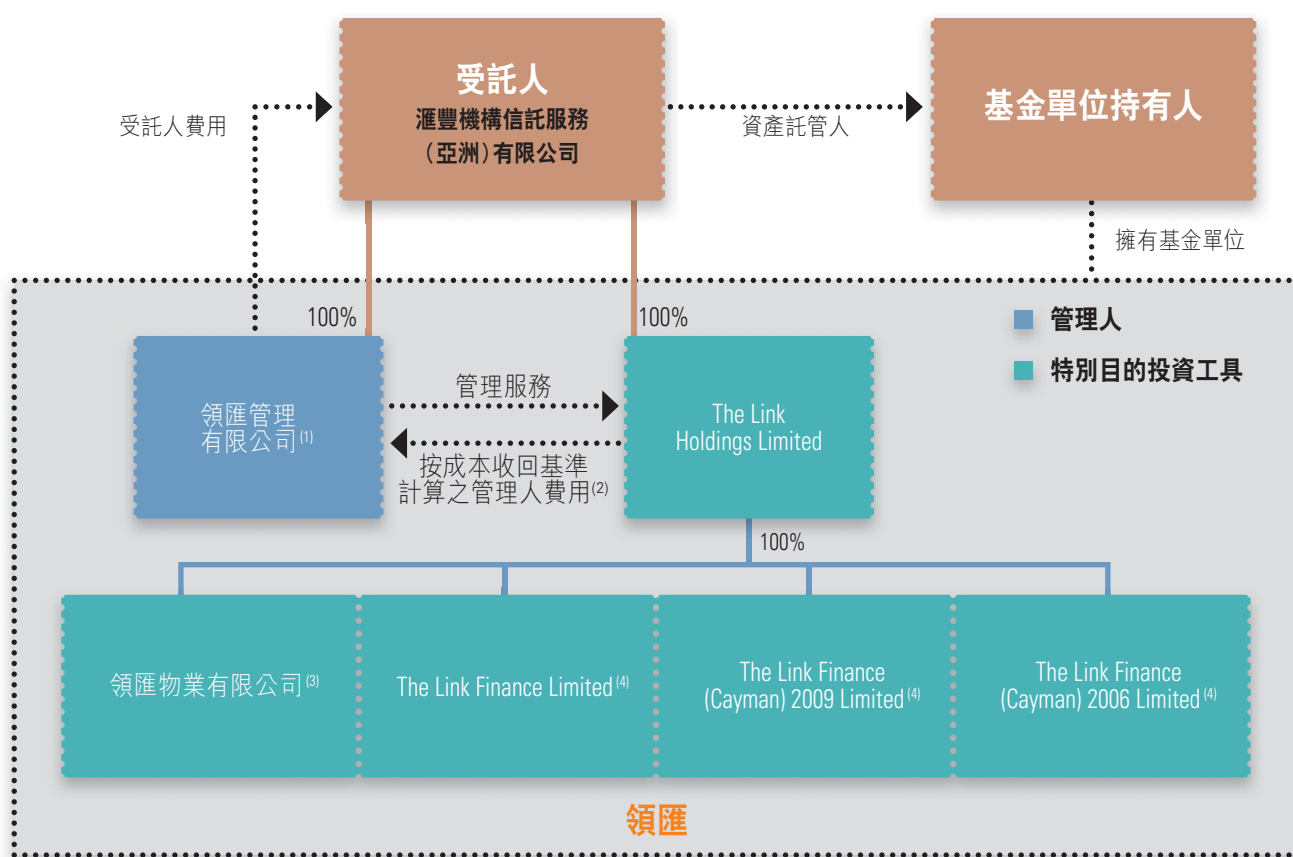 受託人
滙豐機構信託服務
（亞洲）有限公司
基金單位持有人
受託人費用
資產託管人
擁有基金單位
100%
100%
管理人
特別目的投資工具
領匯管理
有限公司(1)
管理服務
按成本收回基準
計算之管理人費用(2)
The Link
Holdings Limited
100%
領匯物業有限公司(3)
The Link Finance Limited(4)
The Link Finance
(Cayman) 2009 Limited(4)
The Link Finance
(Cayman) 2006 Limited(4)
領匯